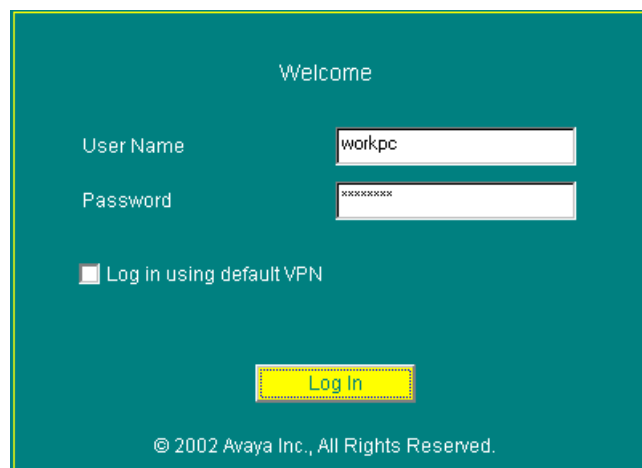 Welcome
User Name workpc
Password ********
Log in using default VPN
Log In
© 2002 Avaya Inc., All Rights Reserved.